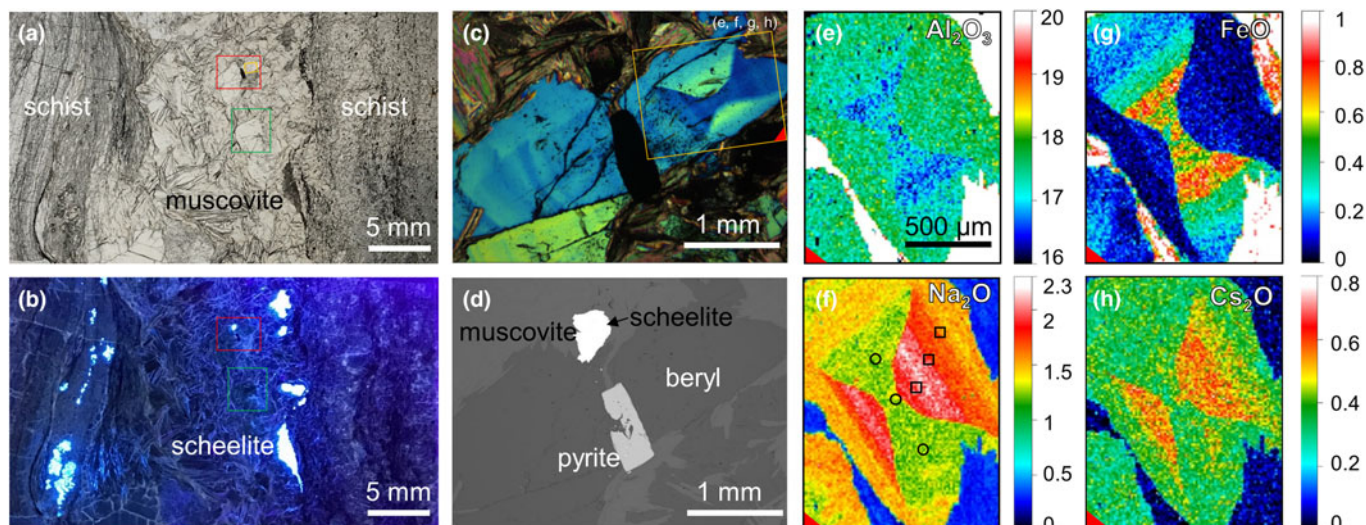 (a)
schist
schist
muscovite
5 mm
(b)
scheelite
5 mm
(c)
(e, f, g, h)
1 mm
(d)
muscovite
scheelite
beryl
pyrite
1 mm
(e)
Al₂O₃
500 µm
20
19
18
17
16
(f)
Na₂O
2.3
2
1.5
1
0.5
0
(g)
FeO
1
0.8
0.6
0.4
0.2
0
(h)
Cs₂O
0.8
0.6
0.4
0.2
0